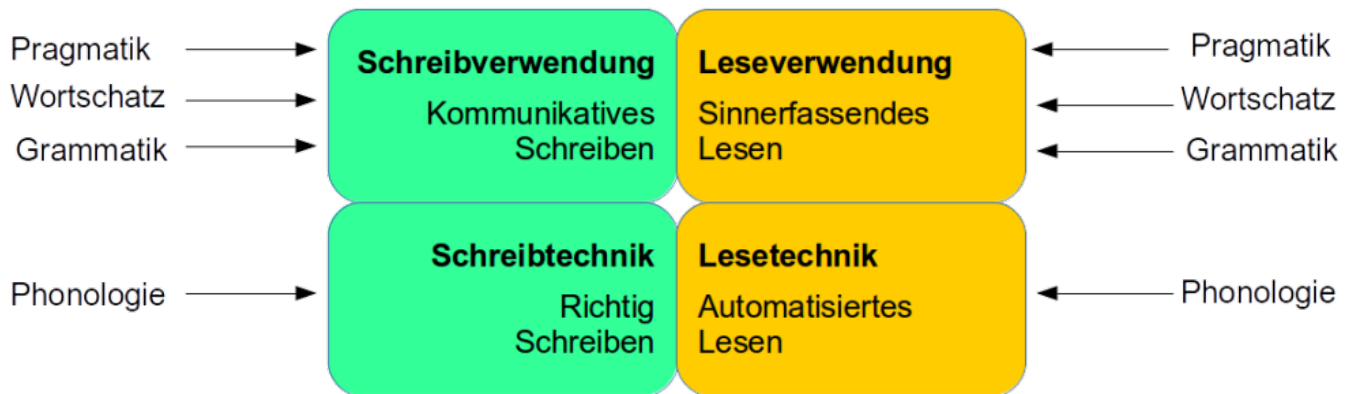 Pragmatik
Wortschatz
Grammatik
Schreibverwendung
Kommunikatives
Schreiben
Leseverwendung
Sinnerfassendes
Lesen
Pragmatik
Wortschatz
Grammatik
Phonologie
Schreibtechnik
Richtig
Schreiben
Lesetechnik
Automatisiertes
Lesen
Phonologie